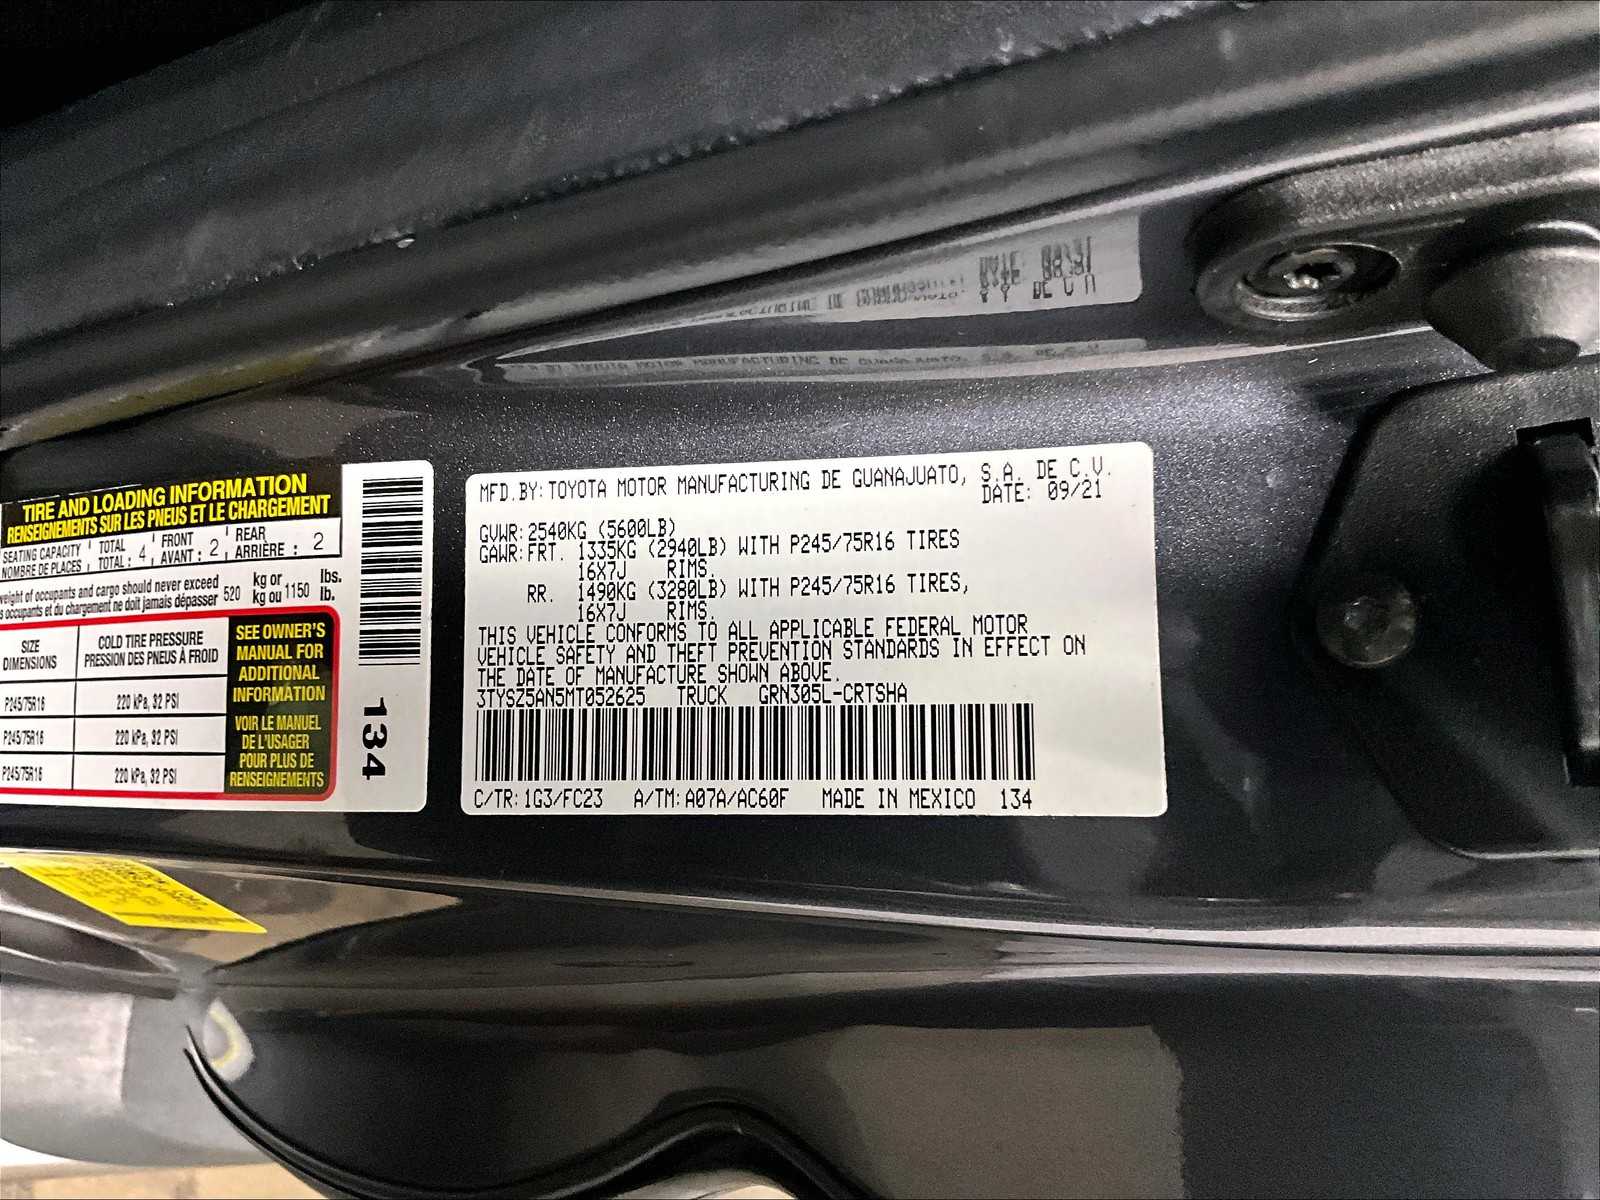 TIRE AND LOADING INFORMATION
RENSEIGNEMENTS SUR LES PNEUS ET LE CHARGEMENT
SEATING CAPACITY TOTAL 4 FRONT 2 REAR 2
NOMBRE DE PLACES TOTAL: AVANT: ARRIÈRE:
weight of occupants and cargo should never exceed 520 kg or 1150 lbs.
occupants et du chargement ne doit jamais dépasser kg ou lb.
SIZE COLD TIRE PRESSURE
DIMENSIONS PRESSION DES PNEUS À FROID
P245/75R16 220 kPa, 32 PSI
P245/75R16 220 kPa, 32 PSI
P245/75R16 220 kPa, 32 PSI
SEE OWNER'S
MANUAL FOR
ADDITIONAL
INFORMATION
VOIR LE MANUEL
DE L'USAGER
POUR PLUS DE
RENSEIGNEMENTS
134
MFD.BY:TOYOTA MOTOR MANUFACTURING DE GUANAJUATO, S.A. DE C.V.
DATE: 09/21
GVWR:2540KG (5600LB)
GAWR:FRT. 1335KG (2940LB) WITH P245/75R16 TIRES
16X7J RIMS.
RR. 1490KG (3280LB) WITH P245/75R16 TIRES,
16X7J RIMS.
THIS VEHICLE CONFORMS TO ALL APPLICABLE FEDERAL MOTOR
VEHICLE SAFETY AND THEFT PREVENTION STANDARDS IN EFFECT ON
THE DATE OF MANUFACTURE SHOWN ABOVE.
3TYSZ5AN5MT052625 TRUCK GRN305L-CRTSHA
C/TR:1G3/FC23 A/TM:A07A/AC60F MADE IN MEXICO 134